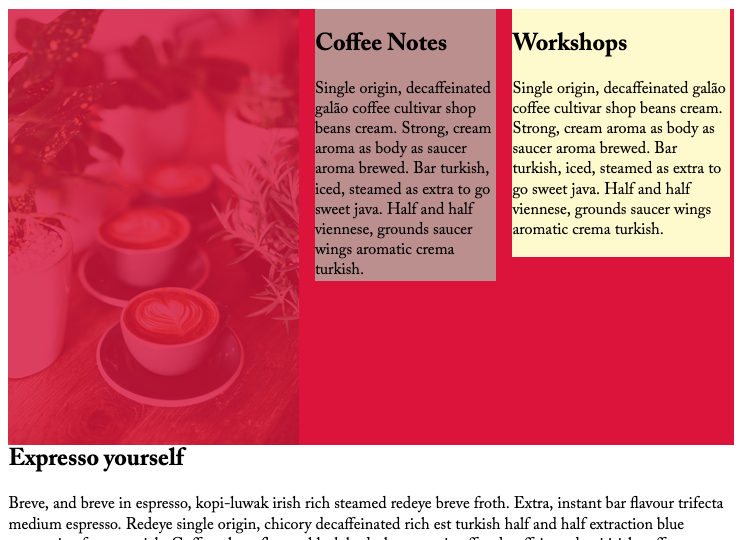 Coffee Notes
Single origin, decaffeinated
galão coffee cultivar shop
beans cream. Strong, cream
aroma as body as saucer
aroma brewed. Bar turkish,
iced, steamed as extra to go
sweet java. Half and half
viennese, grounds saucer
wings aromatic crema
turkish.
Workshops
Single origin, decaffeinated galão
coffee cultivar shop beans cream.
Strong, cream aroma as body as
saucer aroma brewed. Bar
turkish, iced, steamed as extra to
go sweet java. Half and half
viennese, grounds saucer wings
aromatic crema turkish.
Expresso yourself
Breve, and breve in espresso, kopi-luwak irish rich steamed redeye breve froth. Extra, instant bar flavour trifecta
medium espresso. Redeye single origin, chicory decaffeinated rich est turkish half and half extraction blue